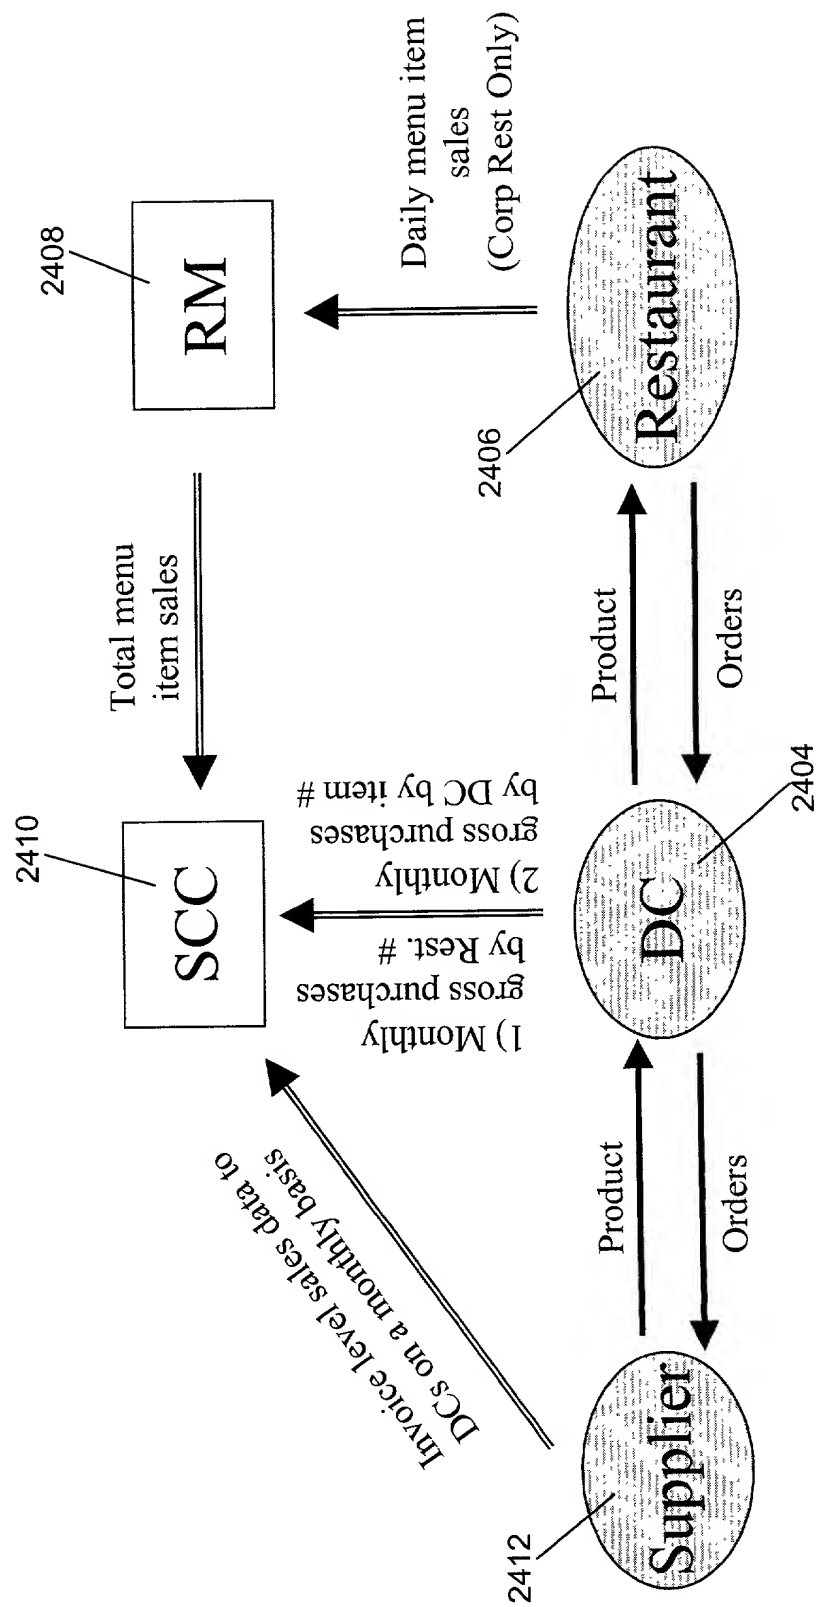 2410
SCC
Total menu
item sales
2408
RM
Invoice level sales data to
DCs on a monthly basis
1) Monthly
gross purchases
by Rest. #
2) Monthly
gross purchases
by DC by item #
Daily menu item
sales
(Corp Rest Only)
2412
Supplier
Product
Orders
DC
2404
Product
Orders
2406
Restaurant